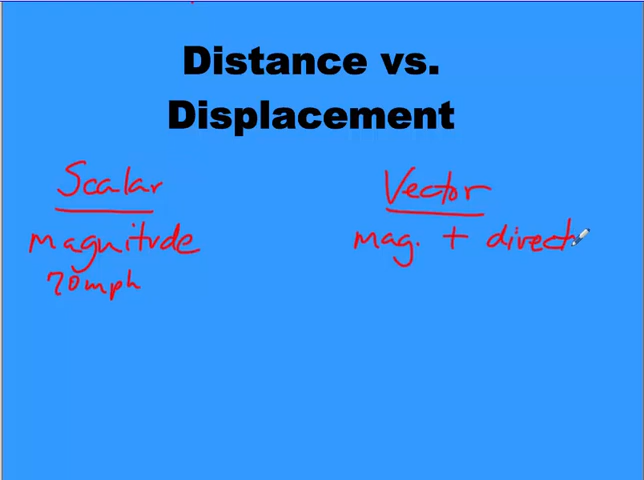 Distance vs.
Displacement
Scalar
Vector
magnitude
mag. + direct
70mph